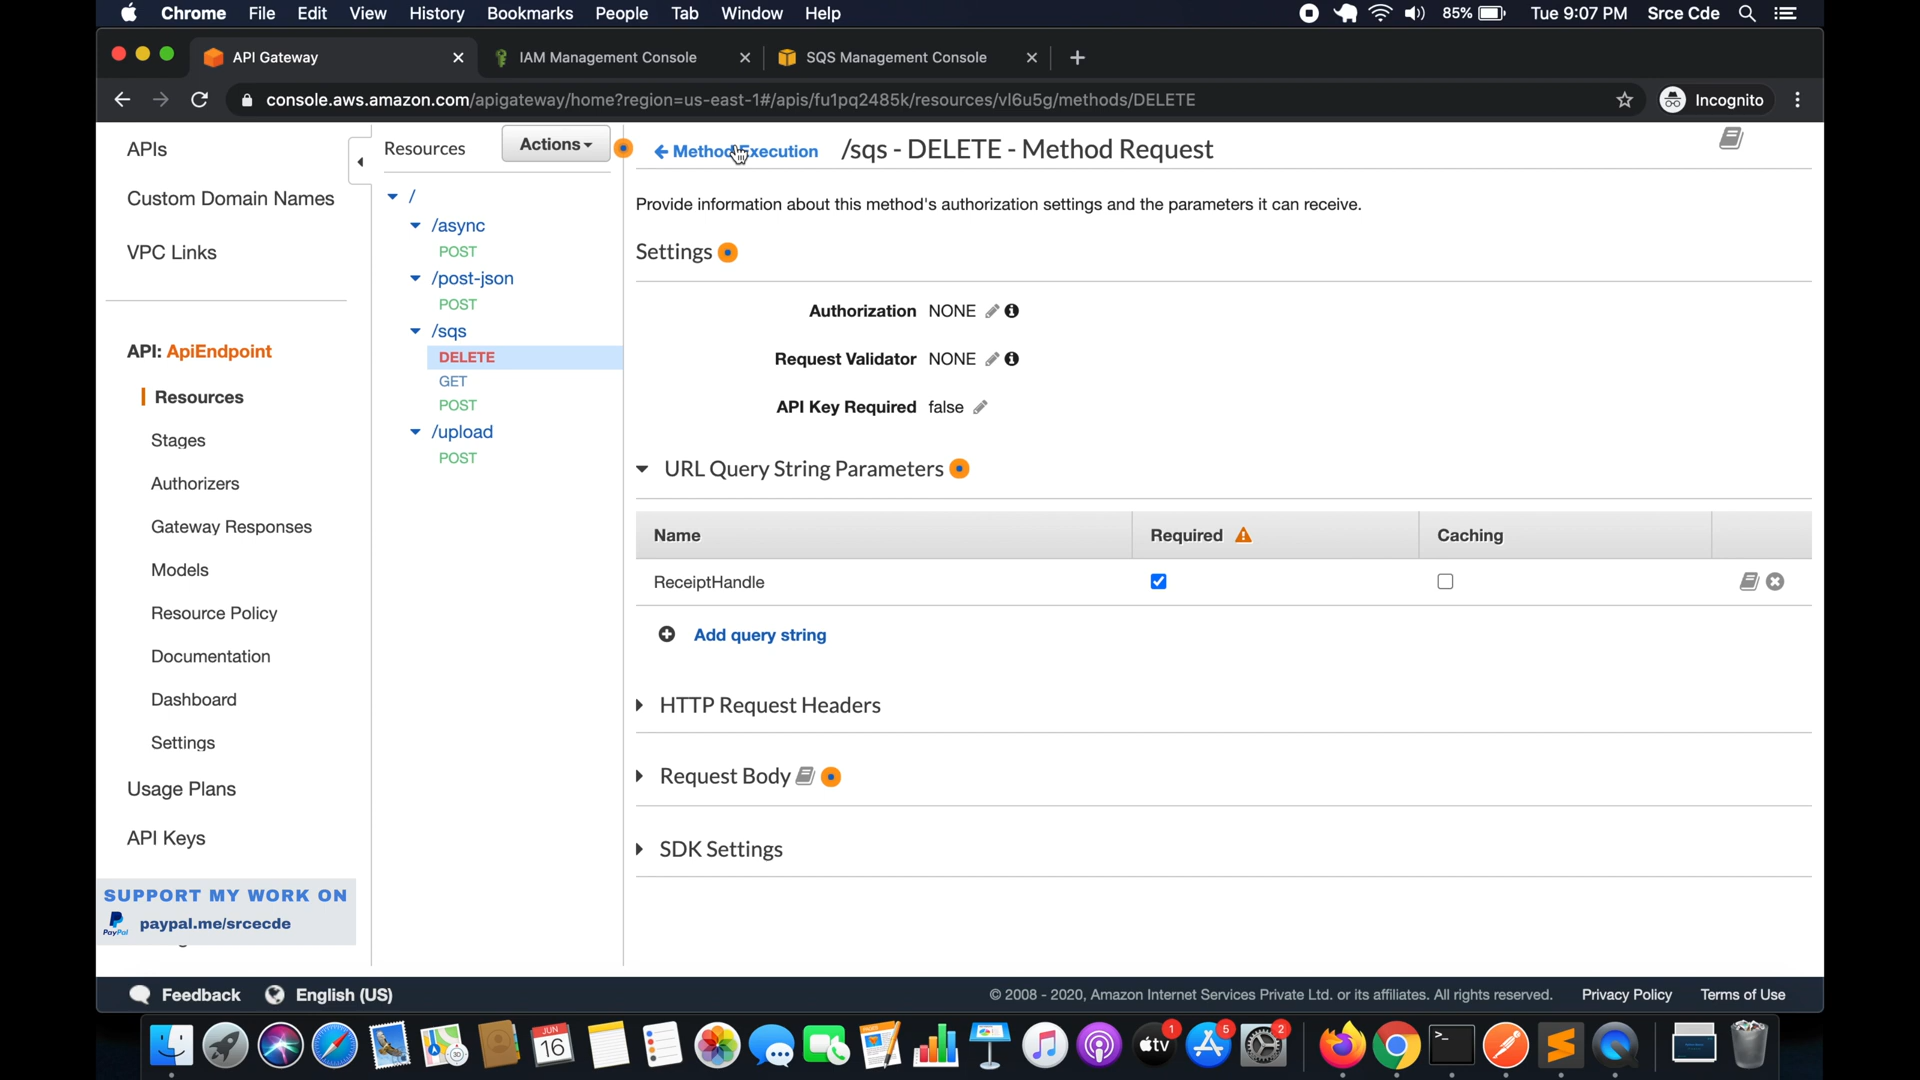 Chrome File Edit View History Bookmarks People Tab Window Help 85% Tue 9:07 PM Srce Cde
API Gateway IAM Management Console SQS Management Console
console.aws.amazon.com/apigateway/home?region=us-east-1#/apis/fu1pq2485k/resources/vl6u5g/methods/DELETE Incognito
APIs
Custom Domain Names
VPC Links
API: ApiEndpoint
Resources
Stages
Authorizers
Gateway Responses
Models
Resource Policy
Documentation
Dashboard
Settings
Usage Plans
API Keys
SUPPORT MY WORK ON
PayPal paypal.me/srcecde
Resources Actions
/
/async
POST
/post-json
POST
/sqs
DELETE
GET
POST
/upload
POST
Method Execution /sqs - DELETE - Method Request
Provide information about this method's authorization settings and the parameters it can receive.
Settings
Authorization NONE
Request Validator NONE
API Key Required false
URL Query String Parameters
Name Required Caching
ReceiptHandle
Add query string
HTTP Request Headers
Request Body
SDK Settings
Feedback English (US) © 2008 - 2020, Amazon Internet Services Private Ltd. or its affiliates. All rights reserved. Privacy Policy Terms of Use
JUN
16
tv
1
5
2